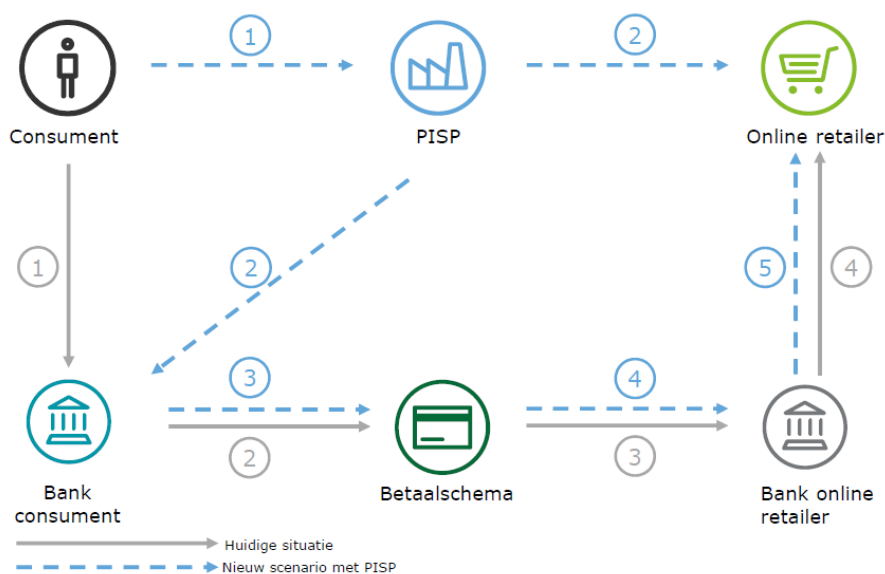 1
2
Consument
PISP
Online retailer
1
2
5
4
3
4
2
3
Bank
consument
Betaalschema
Bank online
retailer
Huidige situatie
Nieuw scenario met PISP